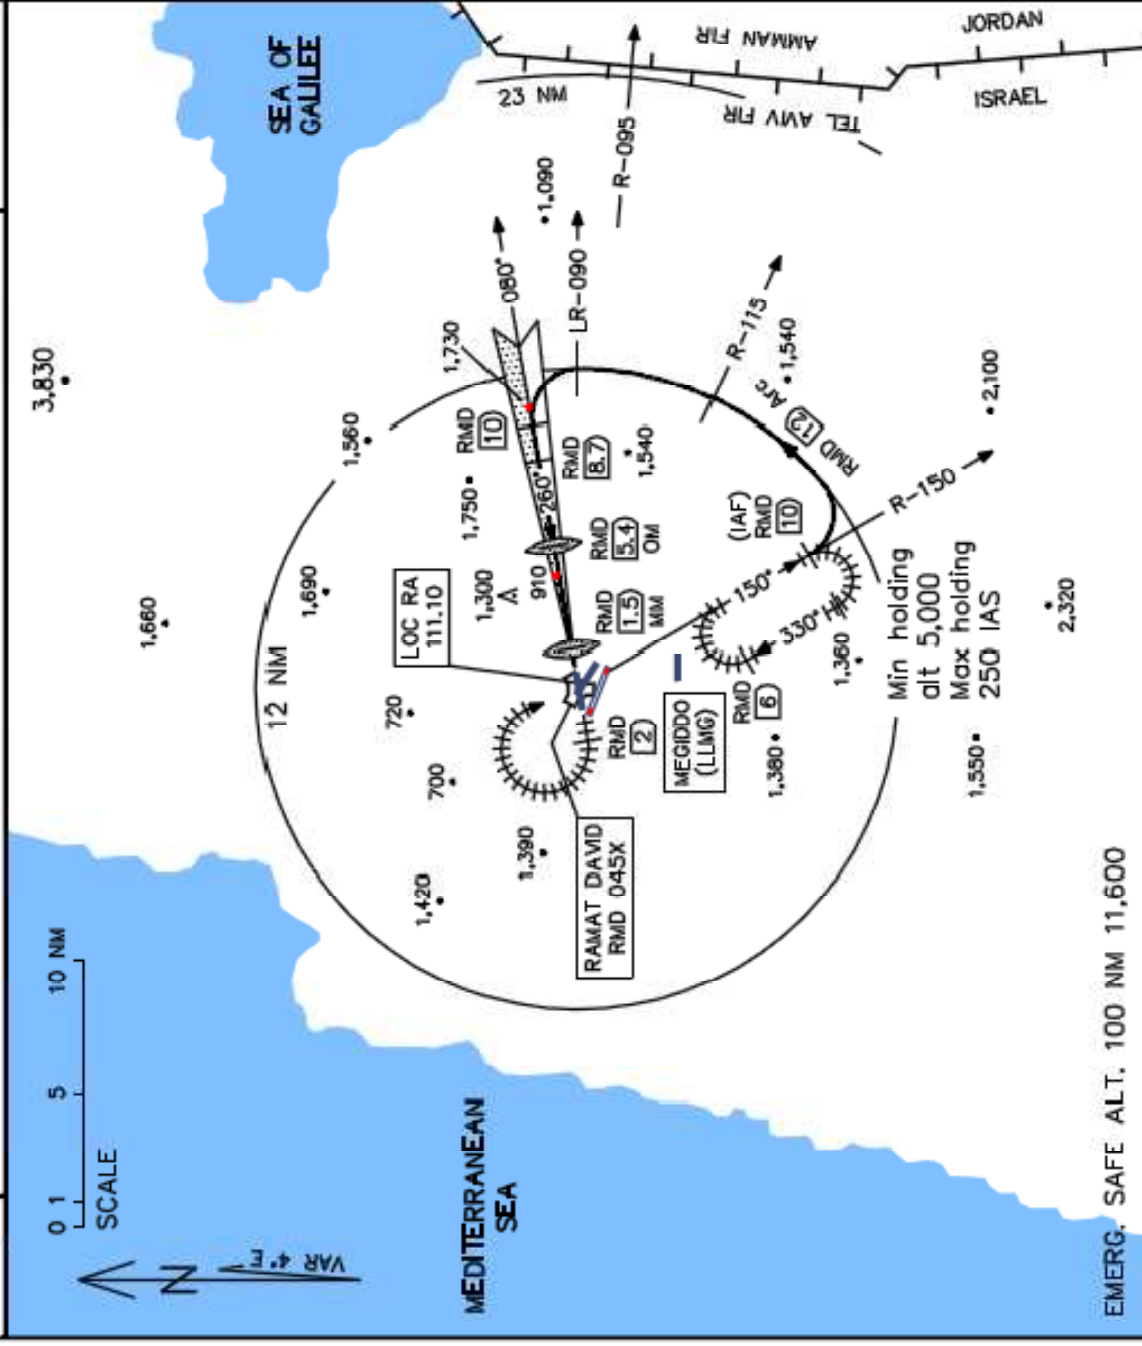 0 1 5 10 NM
SCALE
N
VAR 4° E
3,830
1,660
12 NM
1,690
1,560
SEA OF
GALILEE
720
700
1,420
1,390
LOC RA
111.10
1,300
1,750
1,730
RMD
10
910
260°
080°
1,090
23 NM
MEDITERRANEAN
SEA
RAMAT DAVID
RMD 045X
RMD
2
RMD
1.5
MM
RMD
5.4
OM
RMD
8.7
1,540
LR-090
R-095
MEGIDDO
(LLMG)
RMD
6
150°
330°
(IAF)
RMD
10
R-115
1,540
RMD 12 Arc
AMMAN FIR
TEL AVIV FIR
1,380
1,360
R-150
Min holding
alt 5,000
Max holding
250 IAS
1,550
2,320
2,100
JORDAN
ISRAEL
EMERG. SAFE ALT. 100 NM 11,600